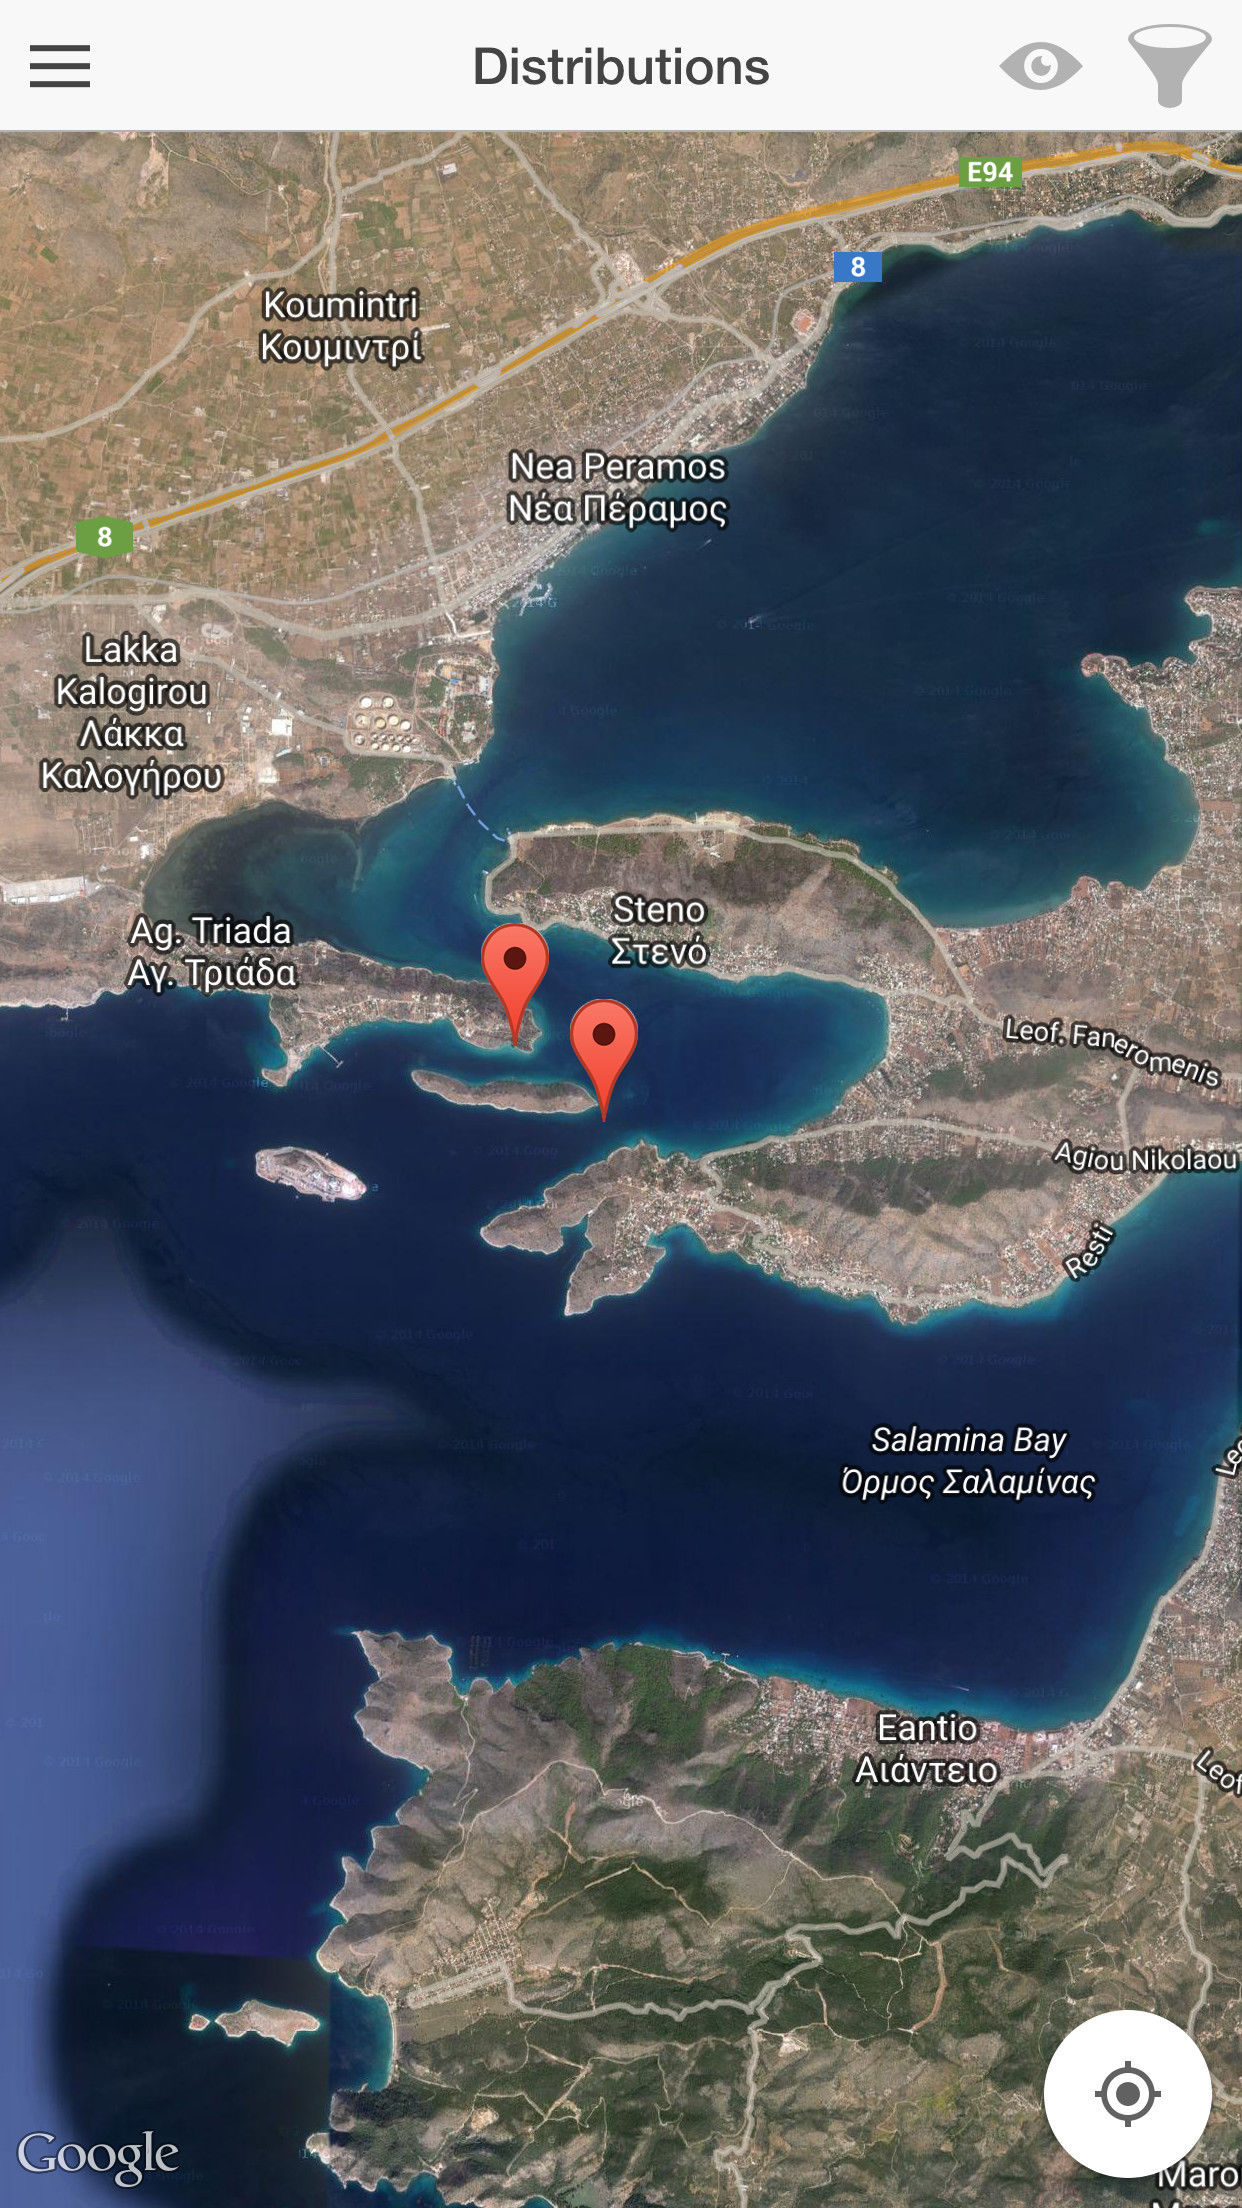 Distributions
E94
8
Koumintri
Κουμιντρί
Nea Peramos
Νέα Πέραμος
8
Lakka
Kalogirou
Λάκκα
Καλογήρου
Steno
Στενό
Ag. Triada
Αγ. Τριάδα
Leof. Faneromenis
Agiou Nikolaou
Resti
Salamina Bay
Όρμος Σαλαμίνας
Eantio
Αιάντειο
Leof
Google
Maro